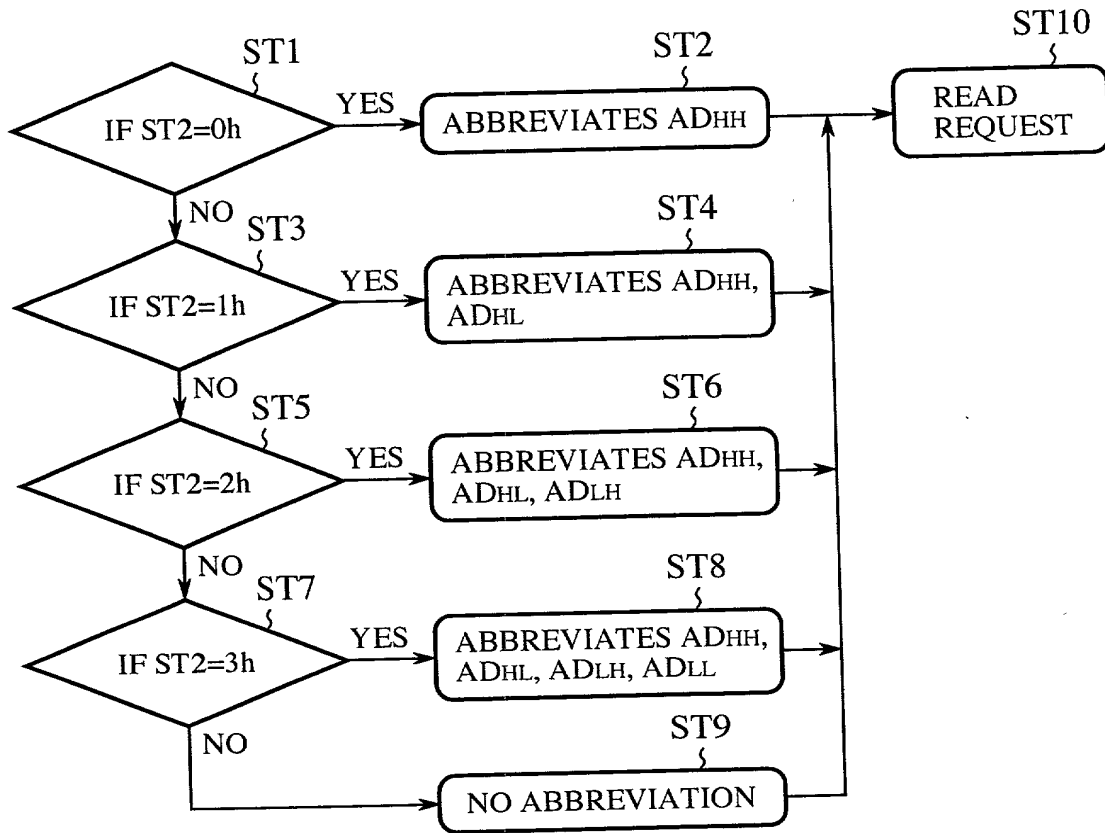 ST1
ST2
ST10
IF ST2=0h
YES
ABBREVIATES ADHH
READ
REQUEST
NO
ST3
ST4
IF ST2=1h
YES
ABBREVIATES ADHH,
ADHL
NO
ST5
ST6
IF ST2=2h
YES
ABBREVIATES ADHH,
ADHL, ADLH
NO
ST7
ST8
IF ST2=3h
YES
ABBREVIATES ADHH,
ADHL, ADLH, ADLL
NO
ST9
NO ABBREVIATION